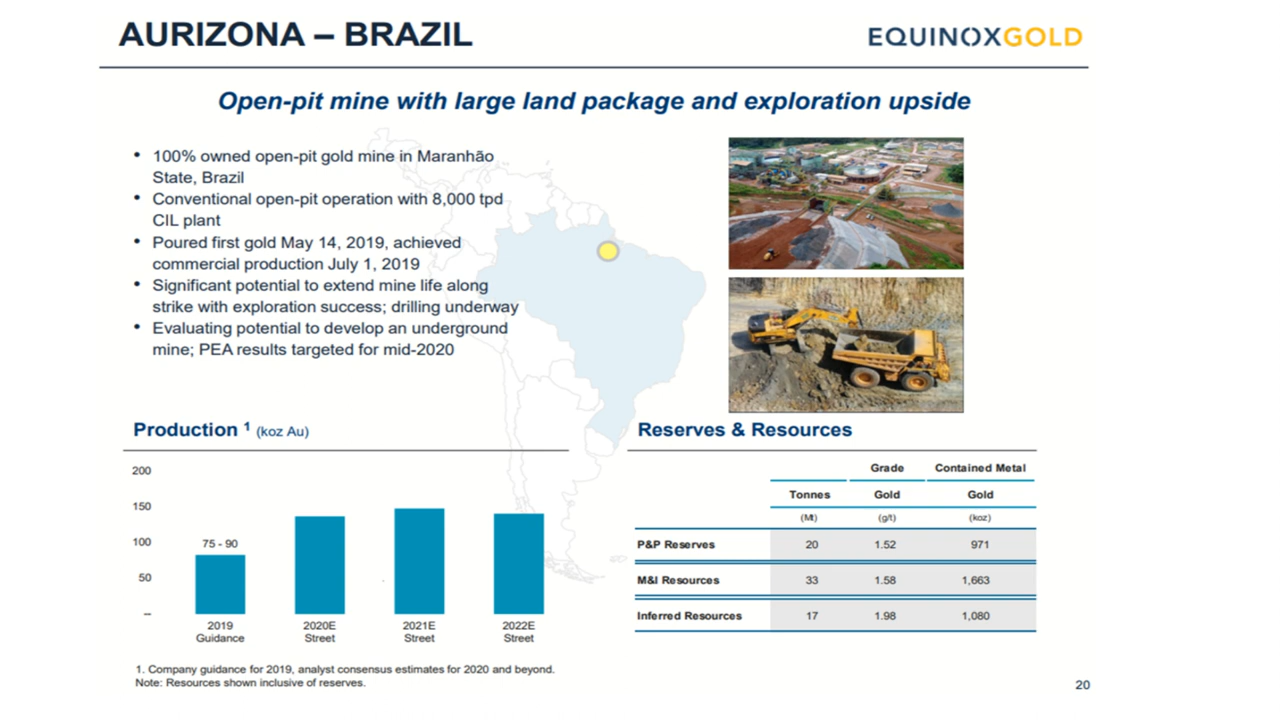 AURIZONA – BRAZIL
EQUINOXGOLD
Open-pit mine with large land package and exploration upside
• 100% owned open-pit gold mine in Maranhão
State, Brazil
• Conventional open-pit operation with 8,000 tpd
CIL plant
• Poured first gold May 14, 2019, achieved
commercial production July 1, 2019
• Significant potential to extend mine life along
strike with exploration success; drilling underway
• Evaluating potential to develop an underground
mine; PEA results targeted for mid-2020
Production ¹ (koz Au)
200
150
100
50
–
75 - 90
2019 Guidance
2020E Street
2021E Street
2022E Street
Reserves & Resources
Grade Contained Metal
Tonnes Gold Gold
(Mt) (g/t) (koz)
P&P Reserves 20 1.52 971
M&I Resources 33 1.58 1,663
Inferred Resources 17 1.98 1,080
1. Company guidance for 2019, analyst consensus estimates for 2020 and beyond.
Note: Resources shown inclusive of reserves.
20